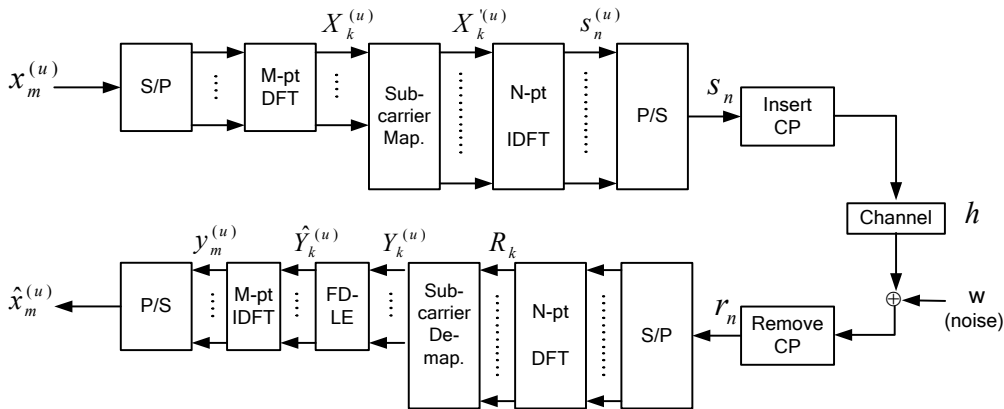 x_m^(u)
S/P
M-pt
DFT
X_k^(u)
Sub-
carrier
Map.
X_k^'(u)
N-pt
IDFT
s_n^(u)
P/S
s_n
Insert
CP
Channel
h
w
(noise)
Remove
CP
r_n
S/P
N-pt
DFT
R_k
Sub-
carrier
De-
map.
Y_k^(u)
FD-
LE
Ŷ_k^(u)
M-pt
IDFT
y_m^(u)
P/S
x̂_m^(u)